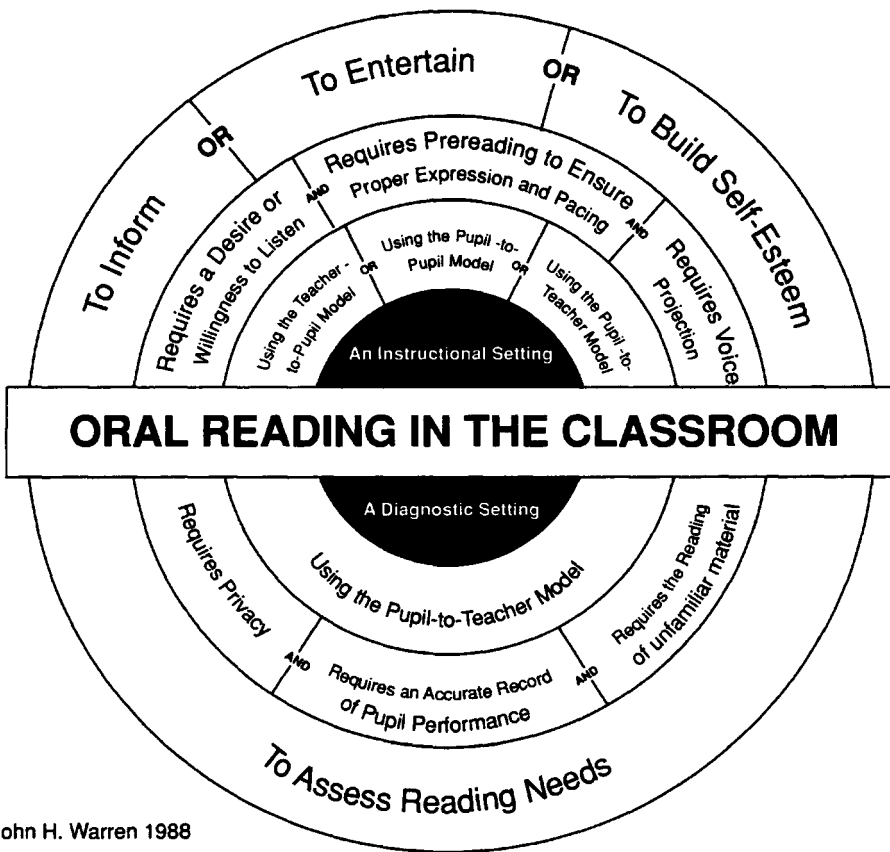 To Inform
OR
To Entertain
OR
To Build Self-Esteem
Requires a Desire or
Willingness to Listen
AND
Requires Prereading to Ensure
Proper Expression and Pacing
AND
Requires Voice
Projection
Using the Teacher -
to-Pupil Model
OR
Using the Pupil -to-
Pupil Model
OR
Using the Pupil -to-
Teacher Model
An Instructional Setting
ORAL READING IN THE CLASSROOM
A Diagnostic Setting
Using the Pupil-to-Teacher Model
Requires Privacy
AND
Requires an Accurate Record
of Pupil Performance
AND
Requires the Reading
of unfamiliar material
To Assess Reading Needs
ohn H. Warren 1988